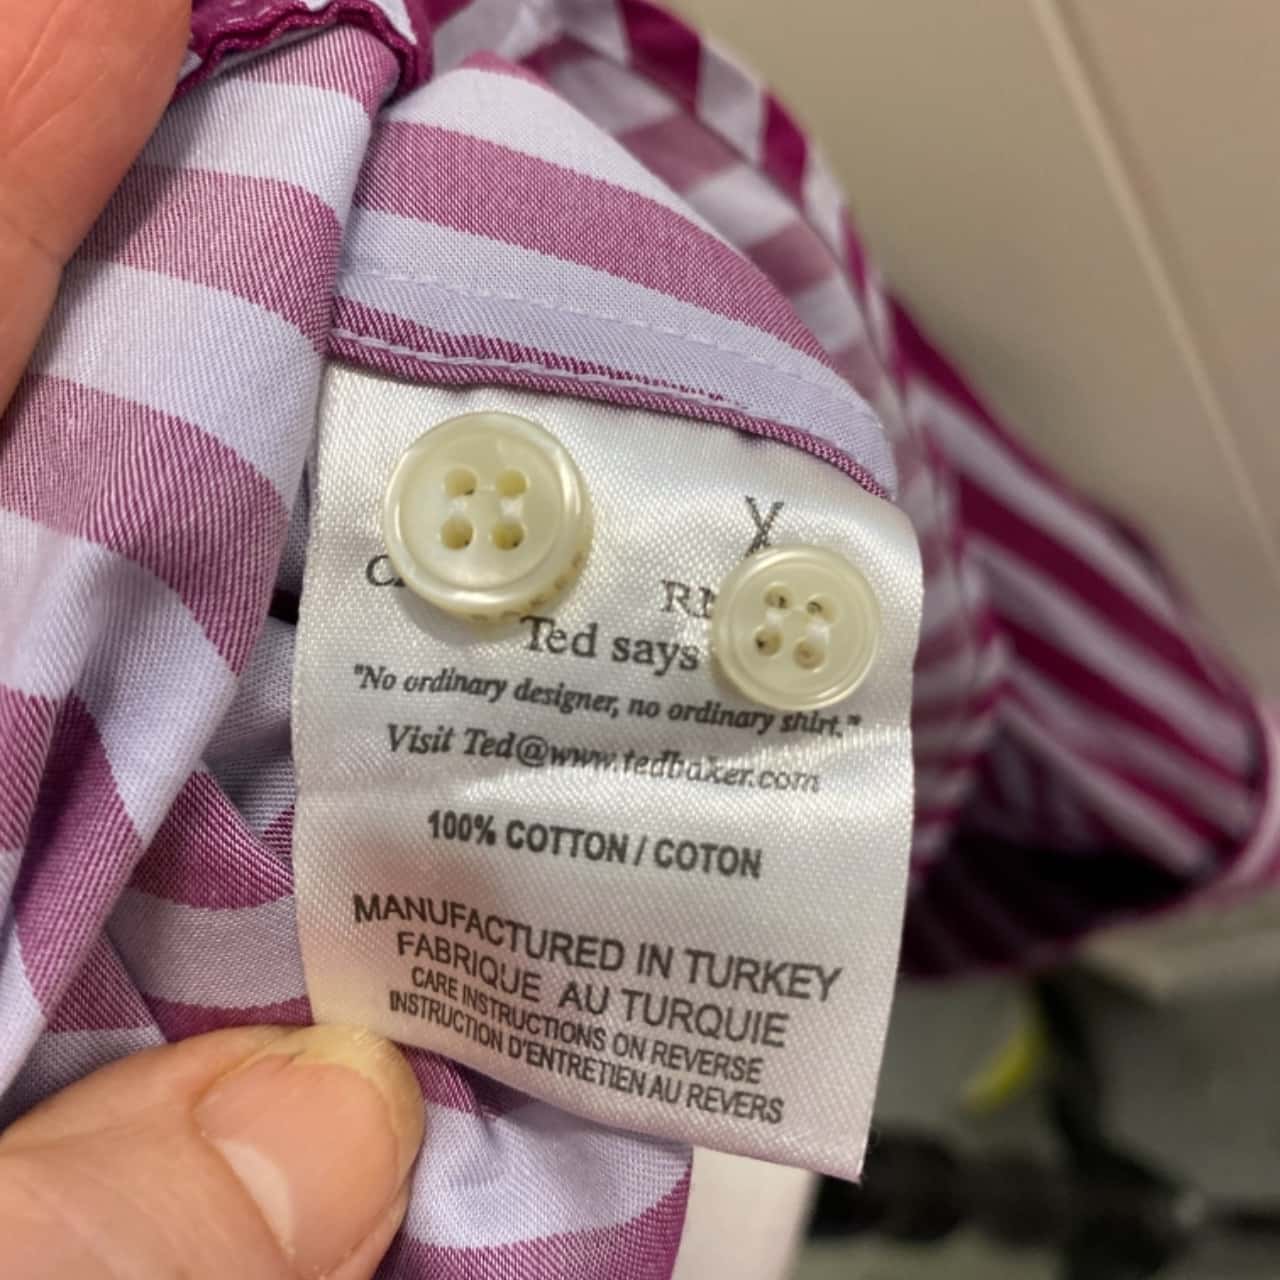 Ted says
"No ordinary designer, no ordinary shirt."
Visit Ted@www.tedbaker.com
100% COTTON / COTON
MANUFACTURED IN TURKEY
FABRIQUE AU TURQUIE
CARE INSTRUCTIONS ON REVERSE
INSTRUCTION D'ENTRETIEN AU REVERS